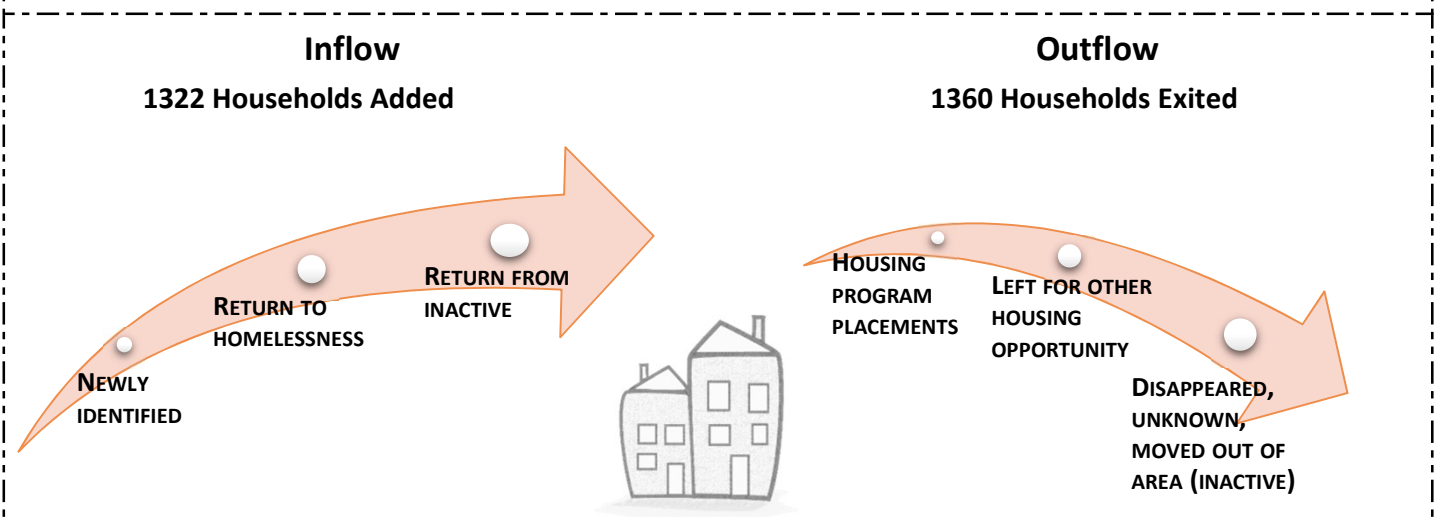 Inflow
1322 Households Added
Outflow
1360 Households Exited
NEWLY
IDENTIFIED
RETURN TO
HOMELESSNESS
RETURN FROM
INACTIVE
HOUSING
PROGRAM
PLACEMENTS
LEFT FOR OTHER
HOUSING
OPPORTUNITY
DISAPPEARED,
UNKNOWN,
MOVED OUT OF
AREA (INACTIVE)